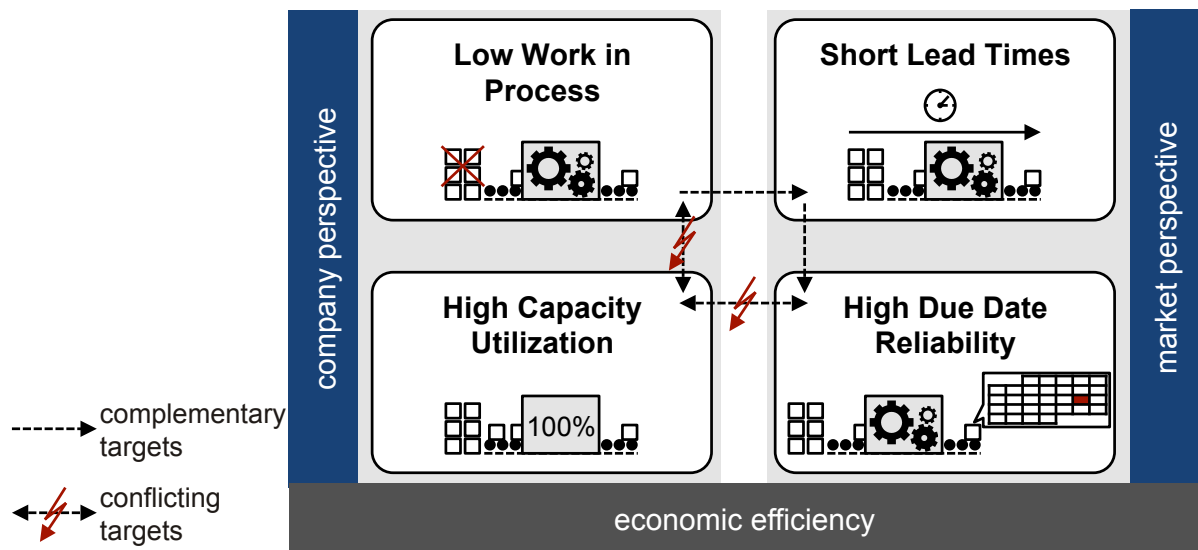 company perspective
Low Work in
Process
Short Lead Times
market perspective
High Capacity
Utilization
100%
High Due Date
Reliability
complementary
targets
conflicting
targets
economic efficiency